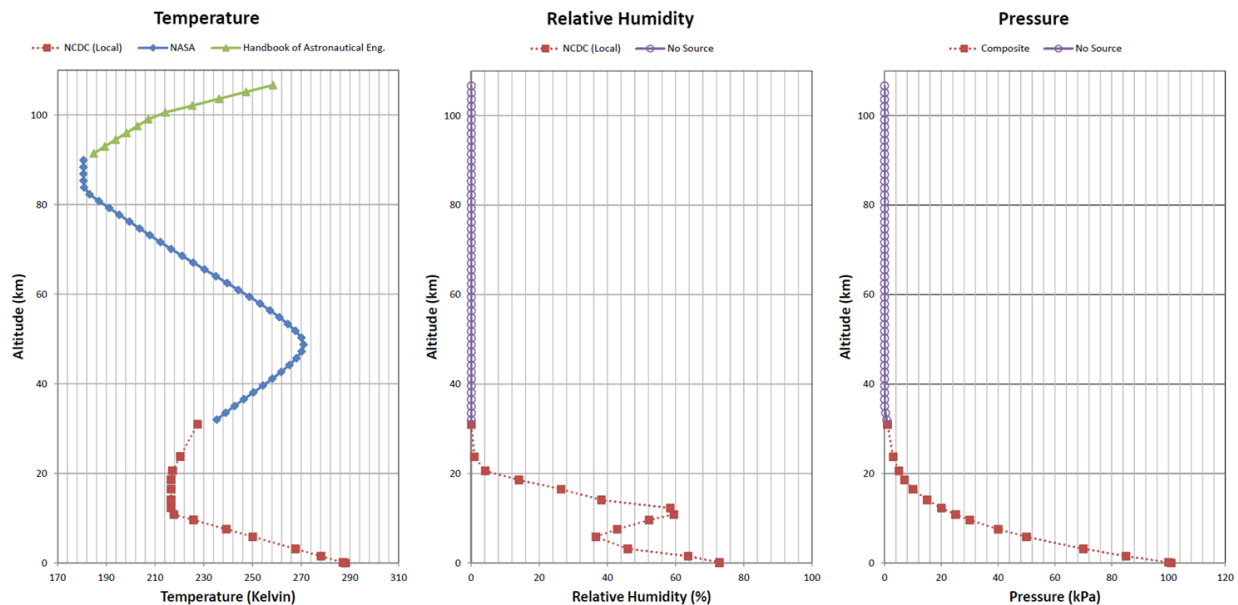 Temperature
NCDC (Local) NASA Handbook of Astronautical Eng.
Altitude (km)
100
80
60
40
20
0
170 190 210 230 250 270 290 310
Temperature (Kelvin)
Relative Humidity
NCDC (Local) No Source
Altitude (km)
100
80
60
40
20
0
0 20 40 60 80 100
Relative Humidity (%)
Pressure
Composite No Source
Altitude (km)
100
80
60
40
20
0
0 20 40 60 80 100 120
Pressure (kPa)